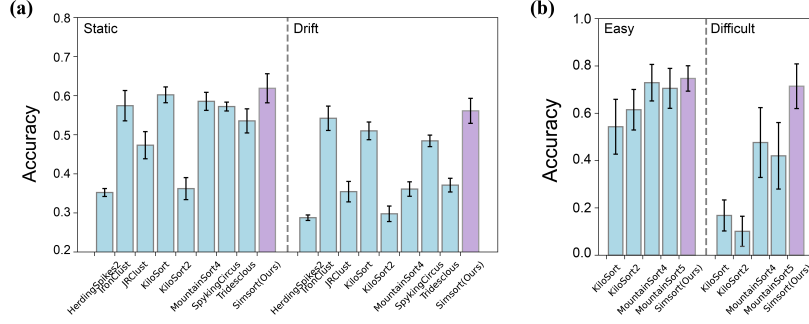 (a)
Accuracy
0.8
0.7
0.6
0.5
0.4
0.3
0.2
Static
Drift
HerdingSpikes2
IronClust
JRClust
KiloSort
KiloSort2
MountainSort4
SpykingCircus
Tridesclous
Simsort(Ours)
HerdingSpikes2
IronClust
JRClust
KiloSort
KiloSort2
MountainSort4
SpykingCircus
Tridesclous
Simsort(Ours)
(b)
Accuracy
1.0
0.8
0.6
0.4
0.2
0.0
Easy
Difficult
KiloSort
KiloSort2
MountainSort4
MountainSort5
Simsort(Ours)
KiloSort
KiloSort2
MountainSort4
MountainSort5
Simsort(Ours)